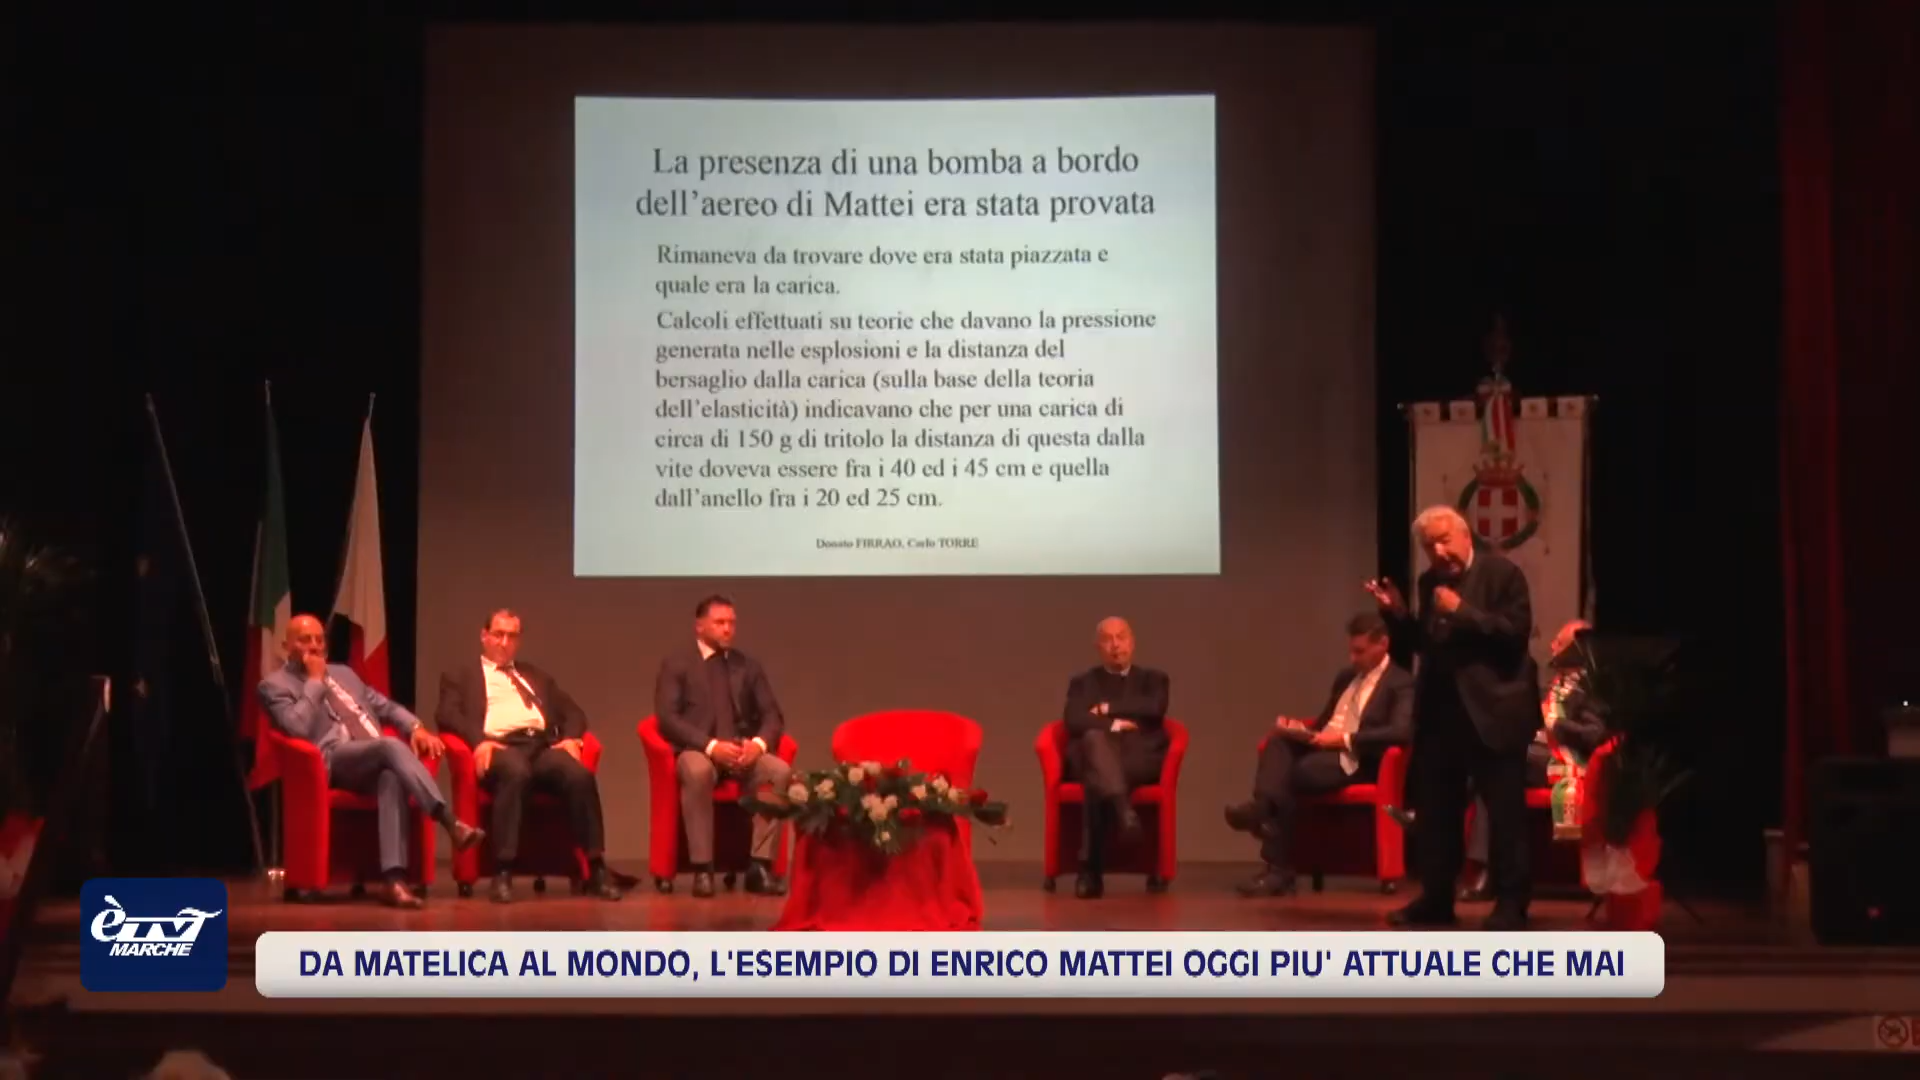 La presenza di una bomba a bordo
dell'aereo di Mattei era stata provata
Rimaneva da trovare dove era stata piazzata e
quale era la carica.
Calcoli effettuati su teorie che davano la pressione
generata nelle esplosioni e la distanza del
bersaglio dalla carica (sulla base della teoria
dell'elasticità) indicavano che per una carica di
circa di 150 g di tritolo la distanza di questa dalla
vite doveva essere fra i 40 ed i 45 cm e quella
dall'anello fra i 20 ed 25 cm.
Donato FIRRAO, Carlo TORRE
èTV
MARCHE
DA MATELICA AL MONDO, L'ESEMPIO DI ENRICO MATTEI OGGI PIU' ATTUALE CHE MAI